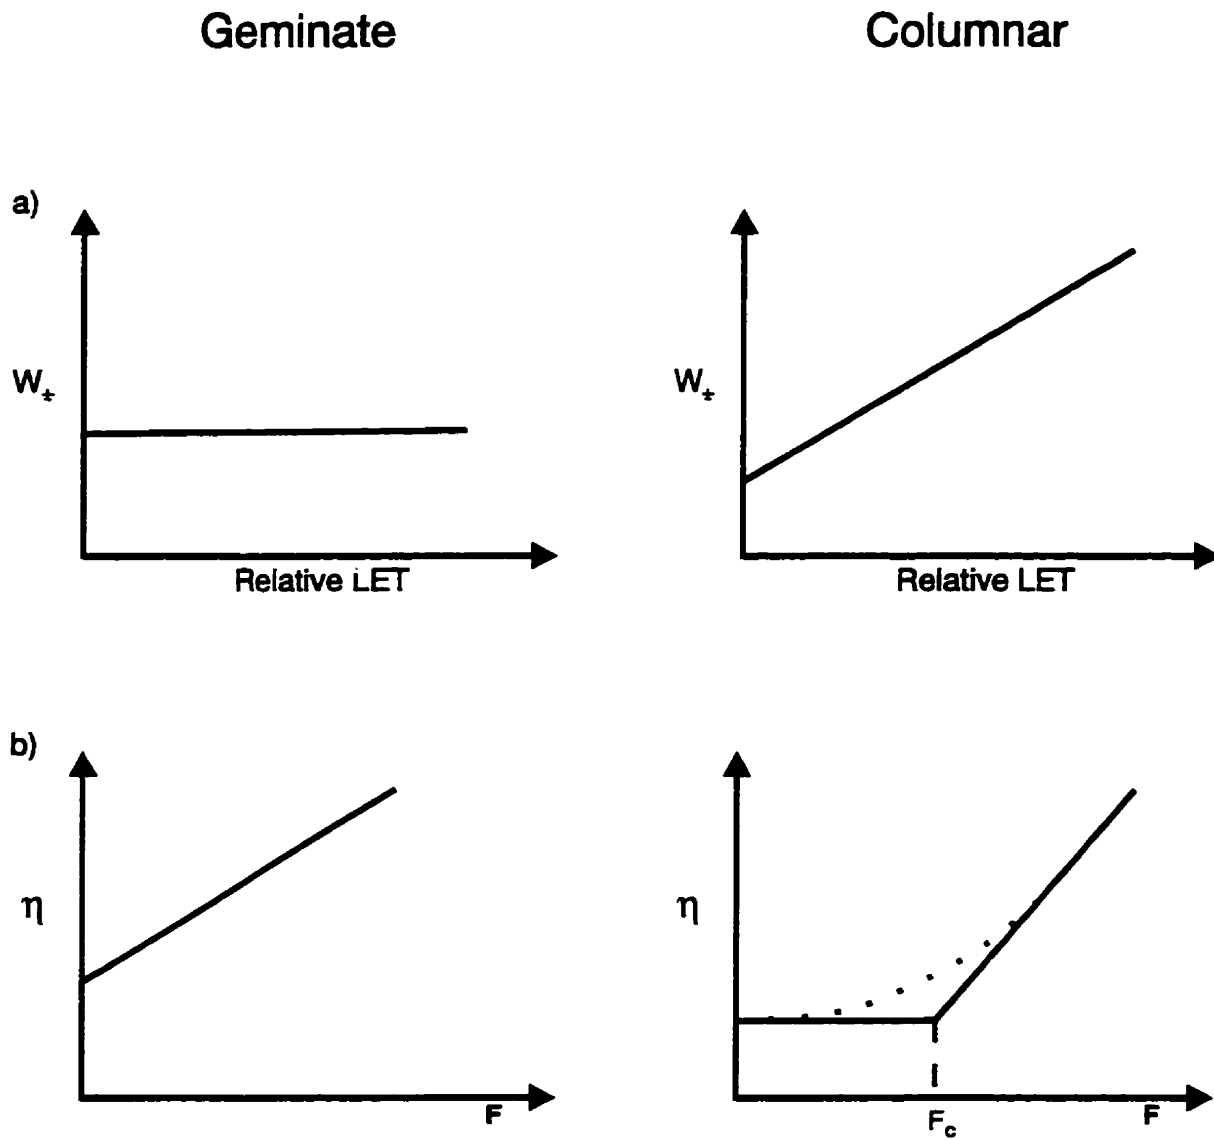 Geminate Columnar
a)
W± W±
Relative LET Relative LET
b)
η η
F Fc F